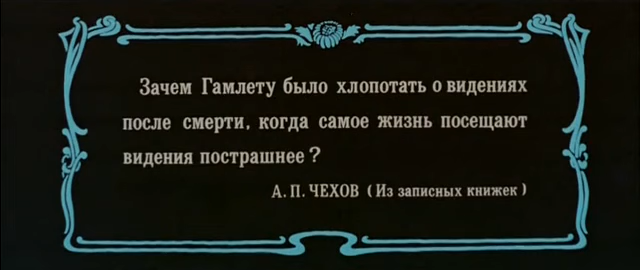 Зачем Гамлету было хлопотать о видениях
после смерти, когда самое жизнь посещают
видения пострашнее?
А. П. ЧЕХОВ (Из записных книжек)